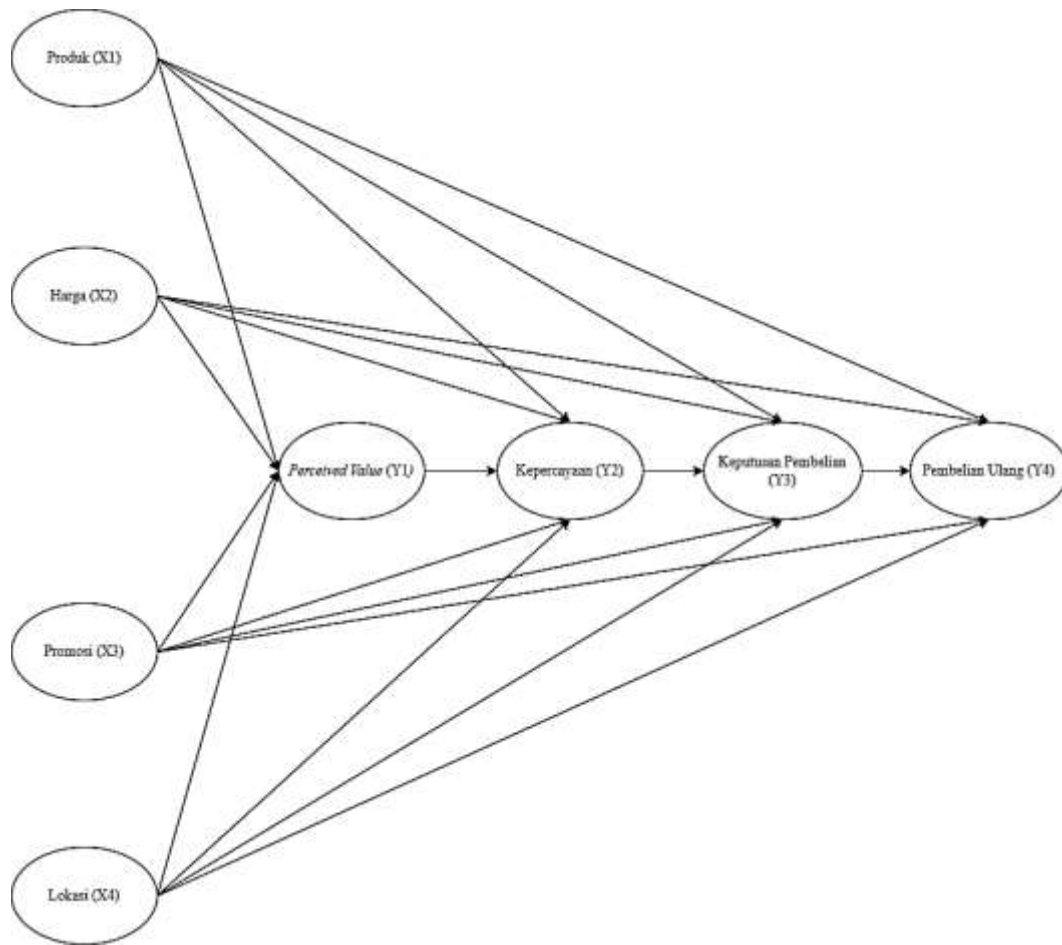 Produk (X1)
Harga (X2)
Perceived Value (Y1)
Kepercayaan (Y2)
Keputusan Pembelian
(Y3)
Pembelian Ulang (Y4)
Promosi (X3)
Lokasi (X4)